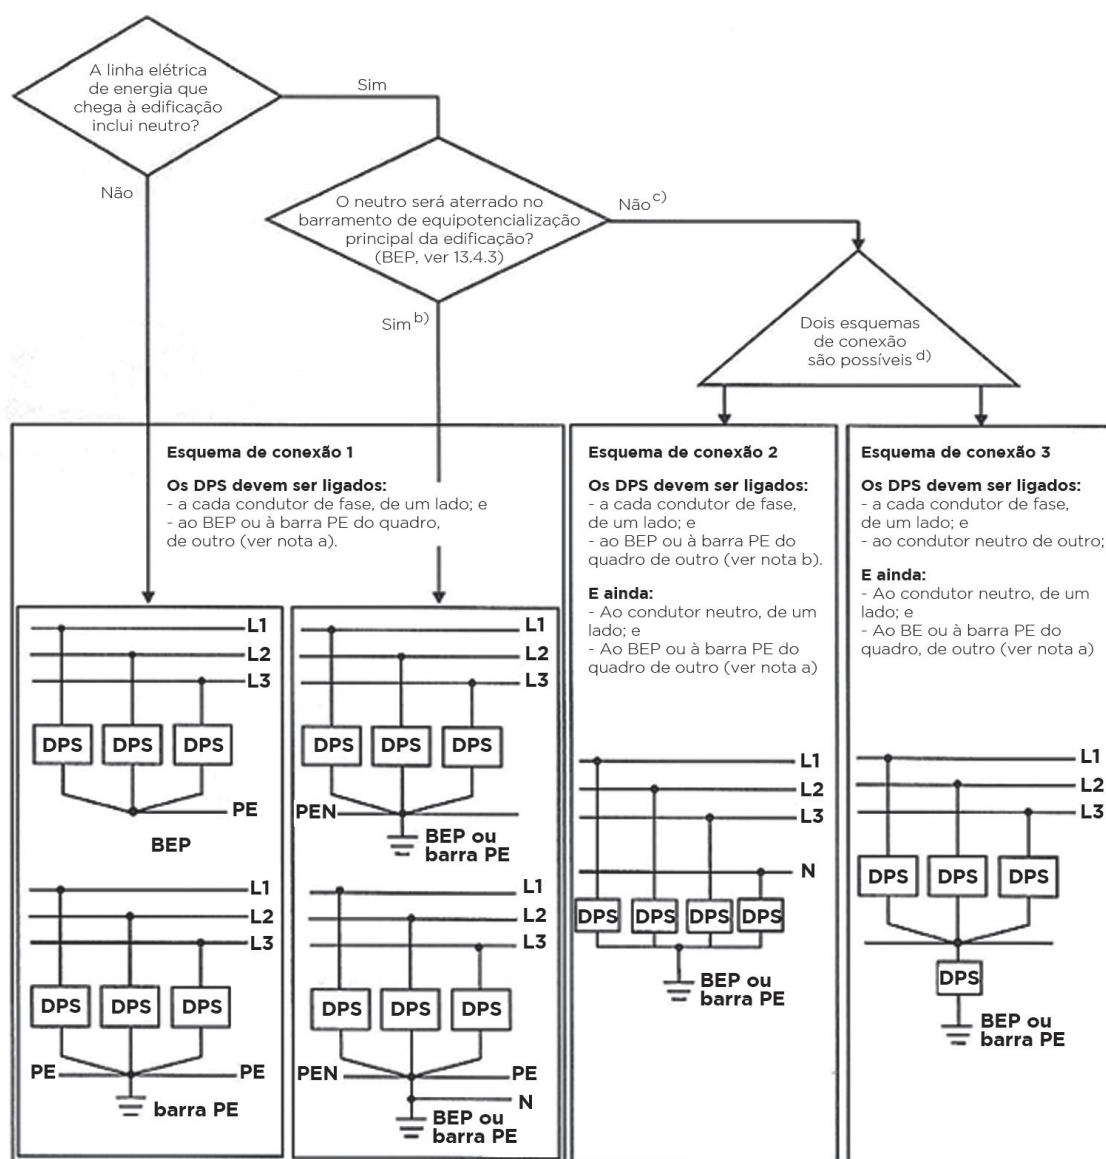 A linha elétrica
de energia que
chega à edificação
inclui neutro?
Sim
Não
O neutro será aterrado no
barramento de equipotencialização
principal da edificação?
(BEP, ver 13.4.3)
Não c)
Sim b)
Dois esquemas
de conexão
são possíveis d)
Esquema de conexão 1
Os DPS devem ser ligados:
- a cada condutor de fase, de um lado; e
- ao BEP ou à barra PE do quadro,
de outro (ver nota a).
L1
L2
L3
DPS DPS DPS
PE
BEP
L1
L2
L3
DPS DPS DPS
PE PE
barra PE
L1
L2
L3
DPS DPS DPS
PEN
BEP ou
barra PE
L1
L2
L3
DPS DPS DPS
PEN PE
N
BEP ou
barra PE
Esquema de conexão 2
Os DPS devem ser ligados:
- a cada condutor de fase,
de um lado; e
- ao BEP ou à barra PE do
quadro de outro (ver nota b).
E ainda:
- Ao condutor neutro, de um
lado; e
- Ao BEP ou à barra PE do
quadro de outro (ver nota a)
L1
L2
L3
N
DPS DPS DPS DPS
BEP ou
barra PE
Esquema de conexão 3
Os DPS devem ser ligados:
- a cada condutor de fase,
de um lado; e
- ao condutor neutro de outro;
E ainda:
- Ao condutor neutro, de um
lado; e
- Ao BE ou à barra PE do
quadro, de outro (ver nota a)
L1
L2
L3
DPS DPS DPS
DPS
BEP ou
barra PE